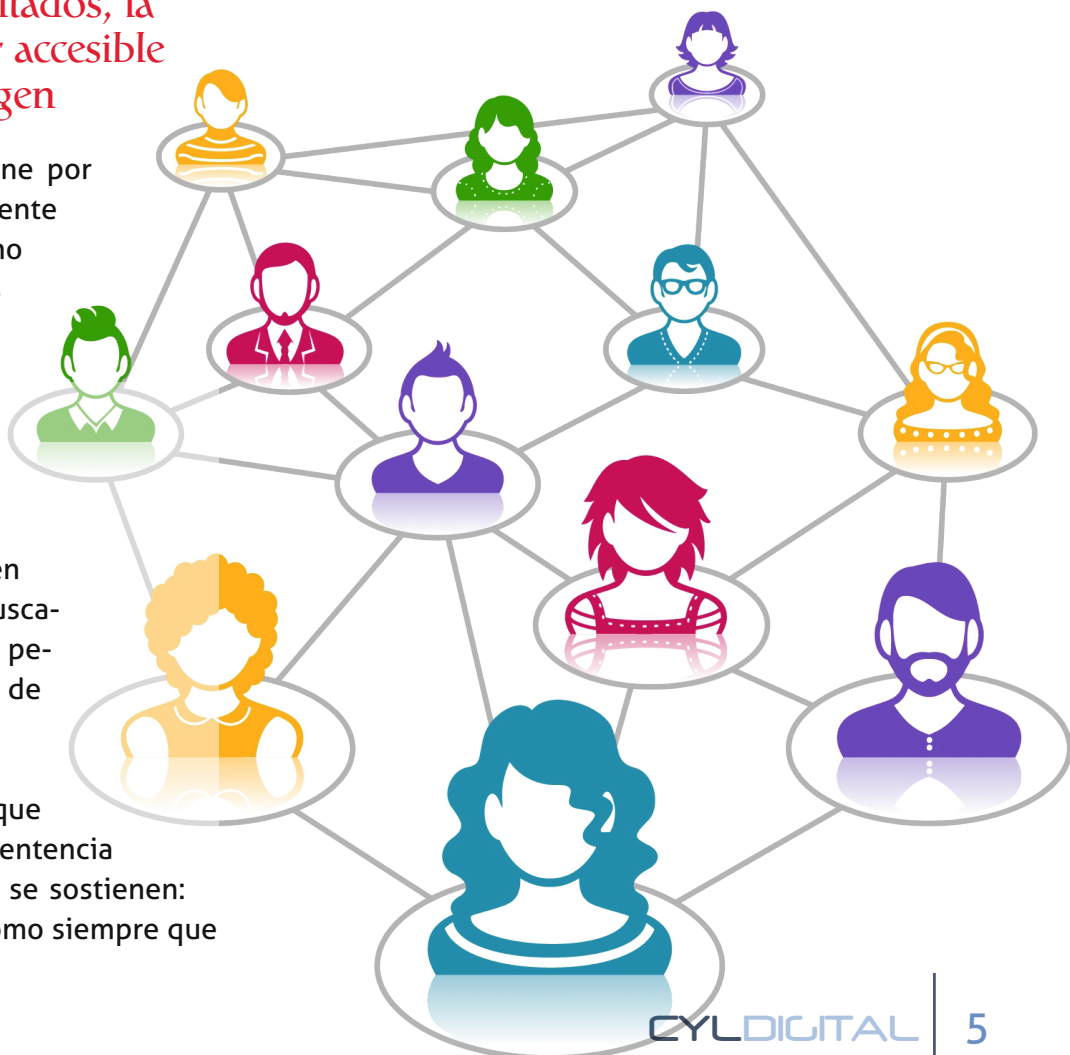 ltados, la
accesible
gen
ne por
ente
no
en
usca-
pe-
de
que
entencia
se sostienen:
omo siempre que
CYLDIGITAL 5